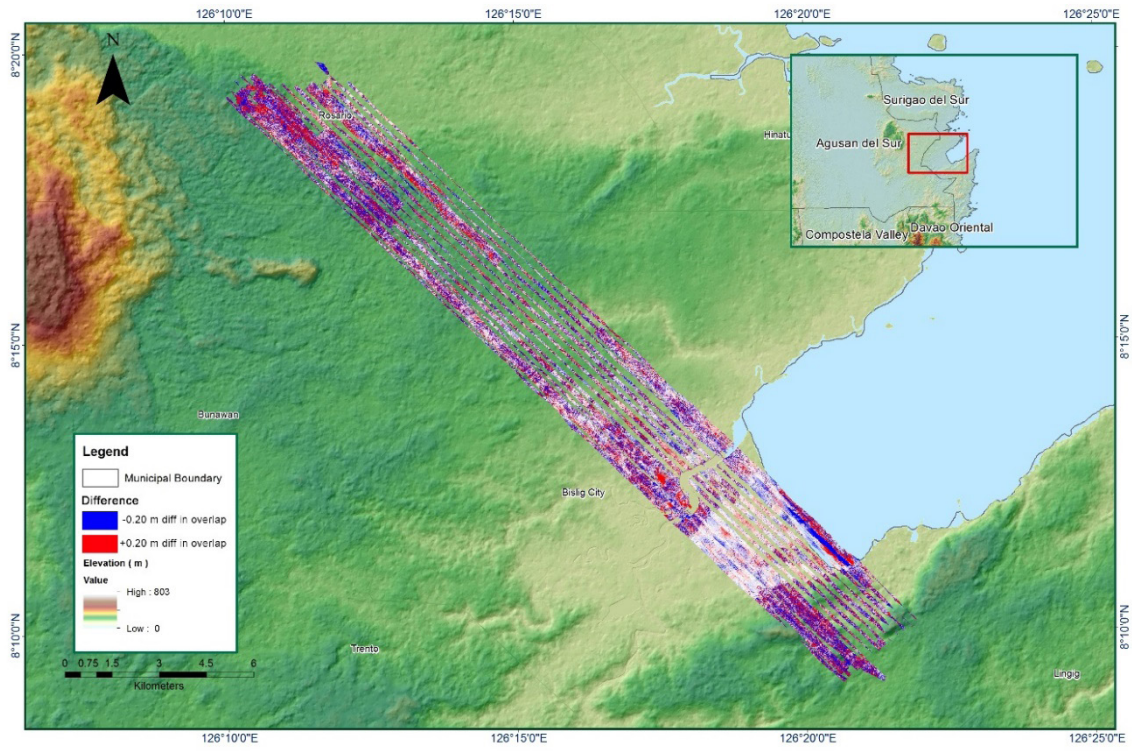 126°10'0"E
126°15'0"E
126°20'0"E
126°25'0"E
8°20'0"N
N
Rosario
Hinatu
Surigao del Sur
Agusan del Sur
Compostela Valley
Davao Oriental
8°15'0"N
8°15'0"N
Bunawan
Bislig City
Legend
Municipal Boundary
Difference
-0.20 m diff in overlap
+0.20 m diff in overlap
Elevation ( m )
Value
High : 803
Low : 0
8°10'0"N
8°10'0"N
Trento
Lingig
0 0.75 1.5 3 4.5 6
Kilometers
126°10'0"E
126°15'0"E
126°20'0"E
126°25'0"E